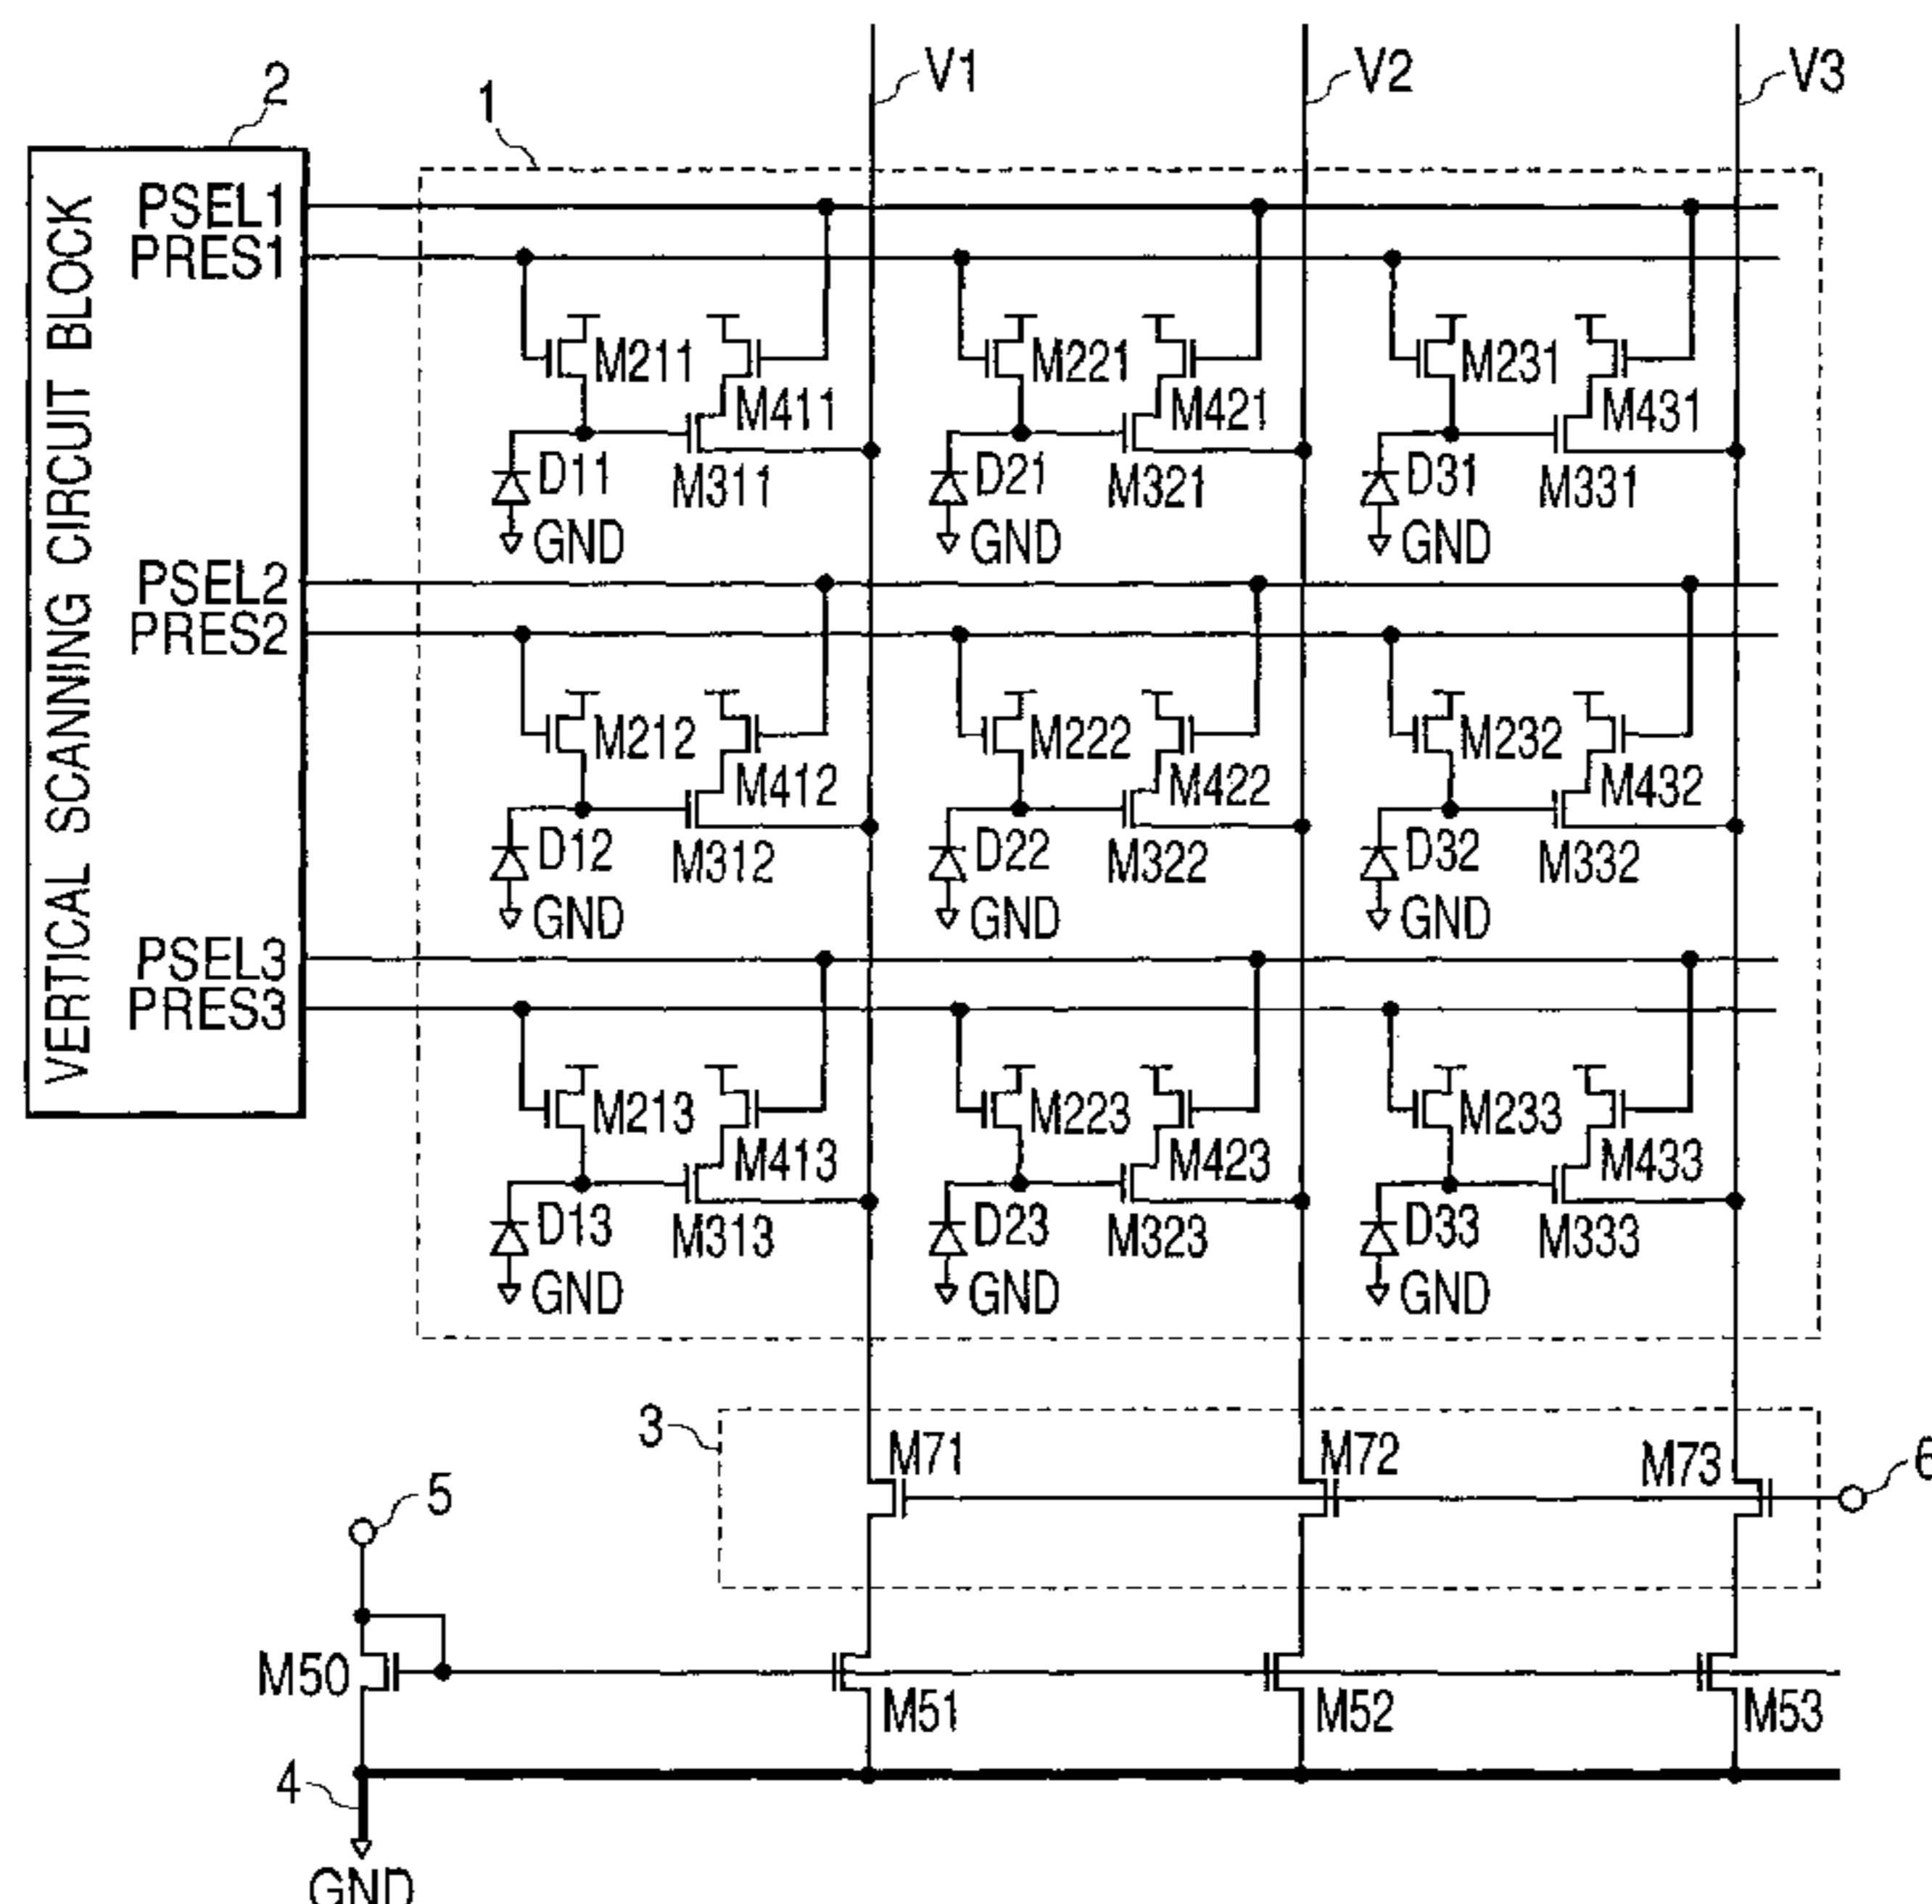 V1 V2 V3
2
1
VERTICAL SCANNING CIRCUIT BLOCK
PSEL1
PRES1
M211 M221 M231
M411 M421 M431
D11 M311 D21 M321 D31 M331
GND GND GND
PSEL2
PRES2
M212 M222 M232
M412 M422 M432
D12 M312 D22 M322 D32 M332
GND GND GND
PSEL3
PRES3
M213 M223 M233
M413 M423 M433
D13 M313 D23 M323 D33 M333
GND GND GND
3
M71 M72 M73
6
5
M50
M51 M52 M53
4
GND